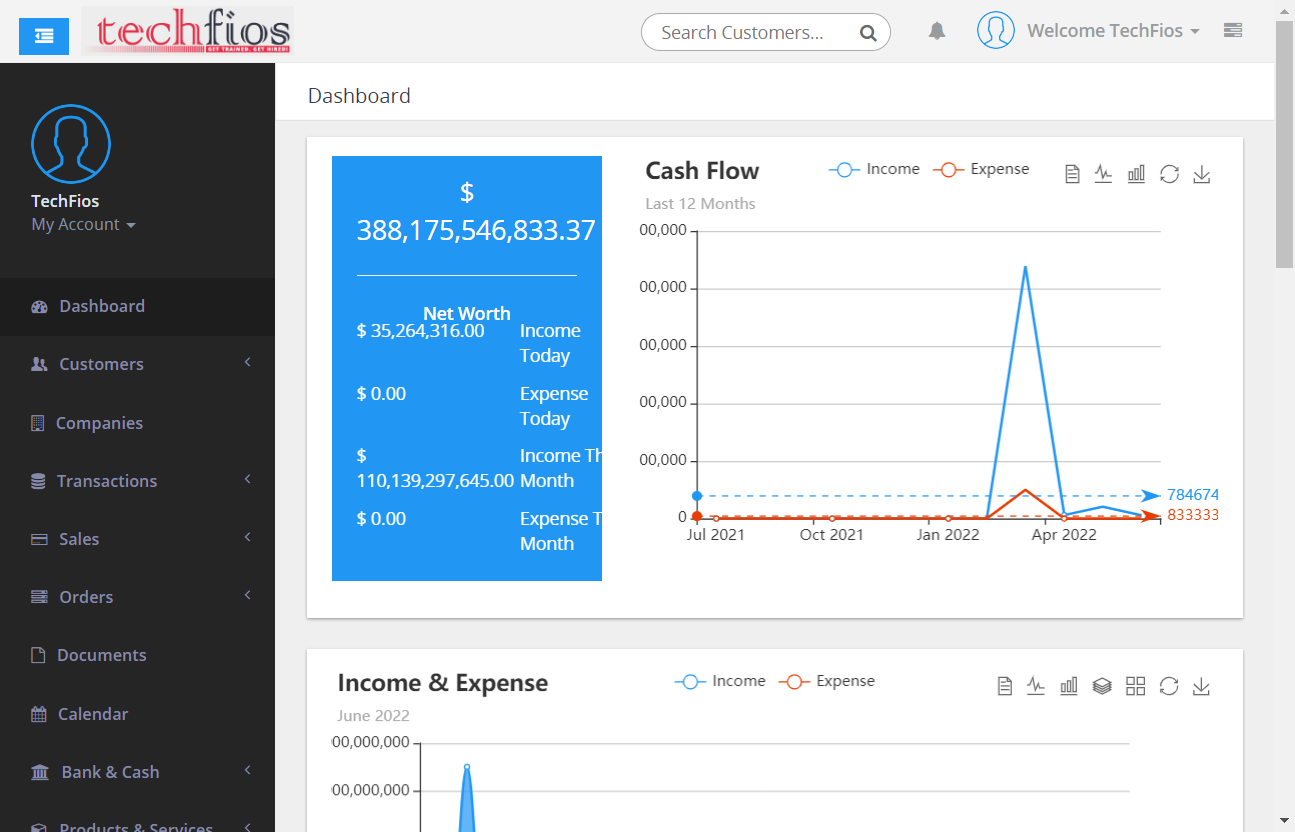 techfios
GET TRAINED. GET HIRED!
Search Customers...
Welcome TechFios
TechFios
My Account
Dashboard
Customers
Companies
Transactions
Sales
Orders
Documents
Calendar
Bank & Cash
Products & Services
Dashboard
$
388,175,546,833.37
Net Worth
$ 35,264,316.00 Income
Today
$ 0.00 Expense
Today
$ Income Th
110,139,297,645.00 Month
$ 0.00 Expense T
Month
Cash Flow
Last 12 Months
Income Expense
00,000
00,000
00,000
00,000
00,000
0
784674
833333
Jul 2021 Oct 2021 Jan 2022 Apr 2022
Income & Expense
June 2022
Income Expense
00,000,000
00,000,000